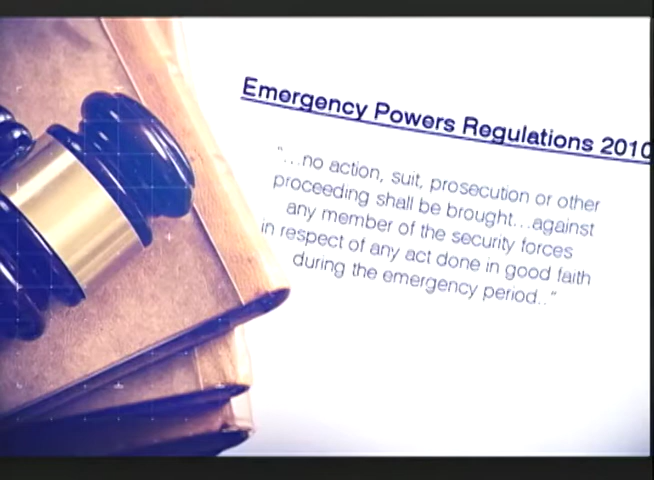 Emergency Powers Regulations 2010
"...no action, suit, prosecution or other
proceeding shall be brought...against
any member of the security forces
in respect of any act done in good faith
during the emergency period.."